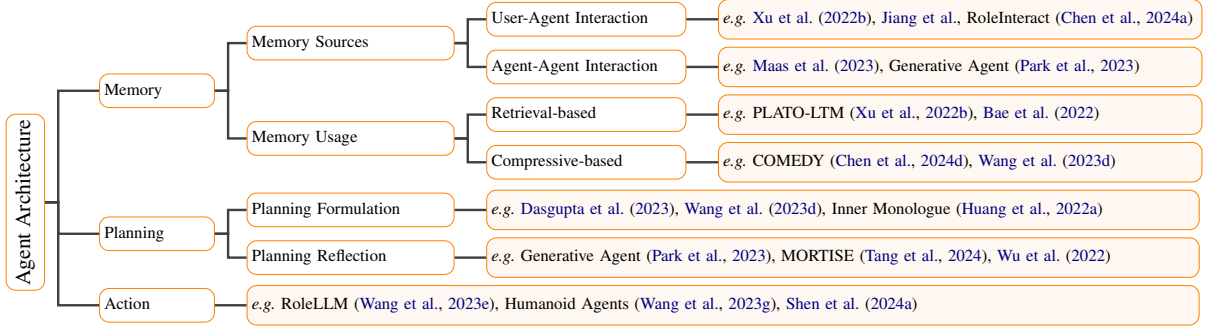 User-Agent Interaction
e.g. Xu et al. (2022b), Jiang et al., RoleInteract (Chen et al., 2024a)
Memory Sources
Agent-Agent Interaction
e.g. Maas et al. (2023), Generative Agent (Park et al., 2023)
Memory
Retrieval-based
e.g. PLATO-LTM (Xu et al., 2022b), Bae et al. (2022)
Memory Usage
Compressive-based
e.g. COMEDY (Chen et al., 2024d), Wang et al. (2023d)
Agent Architecture
Planning Formulation
e.g. Dasgupta et al. (2023), Wang et al. (2023d), Inner Monologue (Huang et al., 2022a)
Planning
Planning Reflection
e.g. Generative Agent (Park et al., 2023), MORTISE (Tang et al., 2024), Wu et al. (2022)
Action
e.g. RoleLLM (Wang et al., 2023e), Humanoid Agents (Wang et al., 2023g), Shen et al. (2024a)